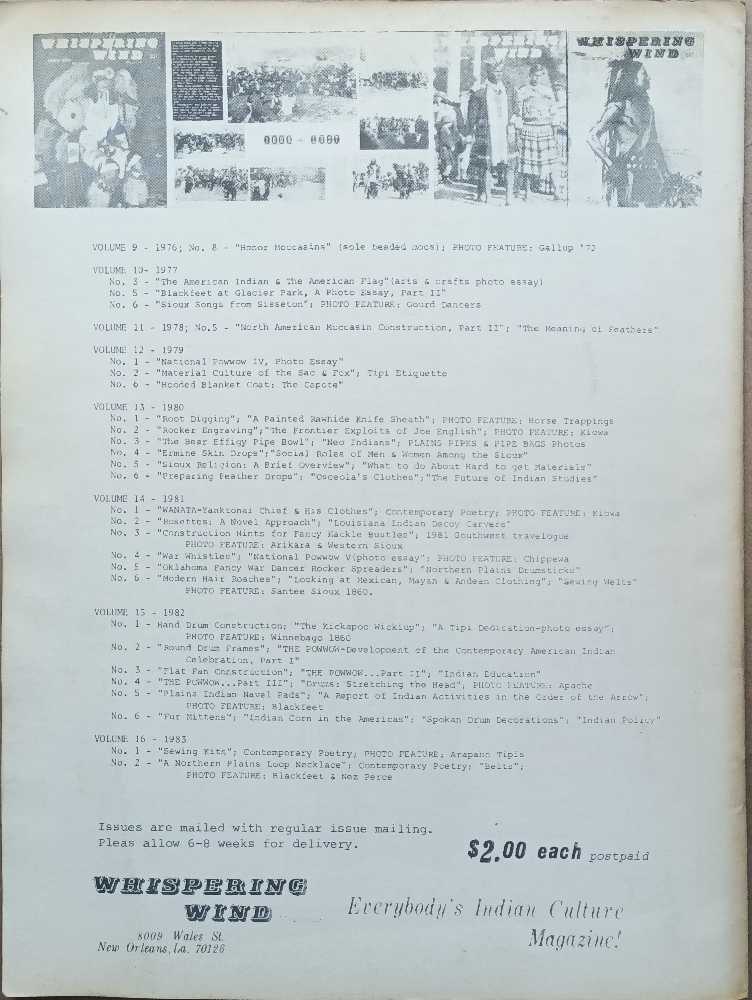 WHISPERING
WIND
WHISPERING
WIND
WHISPERING
WIND
VOLUME 9 - 1976; No. 8 - "Honor Moccasins" (sole beaded mocs); PHOTO FEATURE: Gallup '73
VOLUME 10- 1977
No. 3 - "The American Indian & The American Flag"(arts & crafts photo essay)
No. 5 - "Blackfeet at Glacier Park, A Photo Essay, Part II"
No. 6 - "Sioux Songs from Sisseton"; PHOTO FEATURE: Gourd Dancers
VOLUME 11 - 1978; No.5 - "North American Moccasin Construction, Part II"; "The Meaning of Feathers"
VOLUME 12 - 1979
No. 1 - "National Powwow IV, Photo Essay"
No. 2 - "Material Culture of the Sac & Fox"; Tipi Etiquette
No. 6 - "Hooded Blanket Coat: The Capote"
VOLUME 13 - 1980
No. 1 - "Root Digging"; "A Painted Rawhide Knife Sheath"; PHOTO FEATURE: Horse Trappings
No. 2 - "Rocker Engraving";"The Frontier Exploits of Joe English"; PHOTO FEATURE: Kiowa
No. 3 - "The Bear Effigy Pipe Bowl"; "Neo Indians"; PLAINS PIPES & PIPE BAGS Photos
No. 4 - "Ermine Skin Drops";"Social Roles of Men & Women Among the Sioux"
No. 5 - "Sioux Religion: A Brief Overview"; "What to do About Hard to get Materials"
No. 6 - "Preparing Feather Drops"; "Osceola's Clothes";"The Future of Indian Studies"
VOLUME 14 - 1981
No. 1 - "WANATA-Yanktonai Chief & His Clothes"; Contemporary Poetry; PHOTO FEATURE: Kiowa
No. 2 - "Rosettes: A Novel Approach"; "Louisiana Indian Decoy Carvers"
No. 3 - "Construction Hints for Fancy Hackle Bustles"; 1981 Southwest travelogue
PHOTO FEATURE: Arikara & Western Sioux
No. 4 - "War Whistles"; "National Powwow V(photo essay"; PHOTO FEATURE: Chippewa
No. 5 - "Oklahoma Fancy War Dancer Rocker Spreaders"; "Northern Plains Drumsticks"
No. 6 - "Modern Hair Roaches"; "Looking at Mexican, Mayan & Andean Clothing"; "Sewing Welts"
PHOTO FEATURE: Santee Sioux 1860.
VOLUME 15 - 1982
No. 1 - Hand Drum Construction; "The Kickapoo Wickiup"; "A Tipi Dedication-photo essay";
PHOTO FEATURE: Winnebago 1860
No. 2 - "Round Drum Frames"; "THE POWWOW-Development of the Contemporary American Indian
Celebration, Part I"
No. 3 - "Flat Fan Construction"; "THE POWWOW...Part II"; "Indian Education"
No. 4 - "THE POWWOW...Part III"; "Drums: Stretching the Head"; PHOTO FEATURE: Apache
No. 5 - "Plains Indian Navel Pads"; "A Report of Indian Activities in the Order of the Arrow";
PHOTO FEATURE: Blackfeet
No. 6 - "Fur Mittens"; "Indian Corn in the Americas"; "Spoken Drum Decorations"; "Indian Policy"
VOLUME 16 - 1983
No. 1 - "Sewing Kits"; Contemporary Poetry; PHOTO FEATURE: Arapaho Tipis
No. 2 - "A Northern Plains Loop Necklace"; Contemporary Poetry; "Belts";
PHOTO FEATURE: Blackfeet & Nez Perce
Issues are mailed with regular issue mailing.
Pleas allow 6-8 weeks for delivery.
$2.00 each postpaid
WHISPERING
WIND
8009 Wales St.
New Orleans, La. 70126
Everybody's Indian Culture
Magazine!